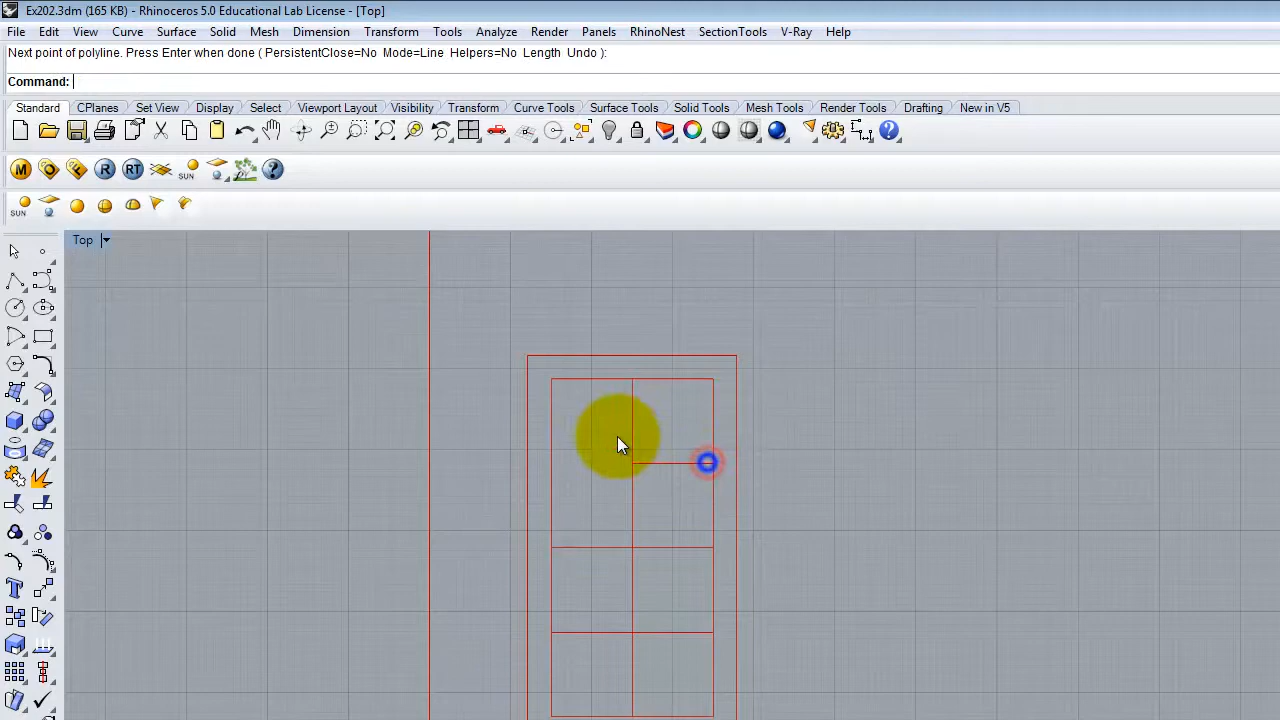 Ex202.3dm (165 KB) - Rhinoceros 5.0 Educational Lab License - [Top]
File Edit View Curve Surface Solid Mesh Dimension Transform Tools Analyze Render Panels RhinoNest SectionTools V-Ray Help
Next point of polyline. Press Enter when done ( PersistentClose=No Mode=Line Helpers=No Length Undo ):
Command:
Standard CPlanes Set View Display Select Viewport Layout Visibility Transform Curve Tools Surface Tools Solid Tools Mesh Tools Render Tools Drafting New in V5
M O F R RT SUN
SUN
Top